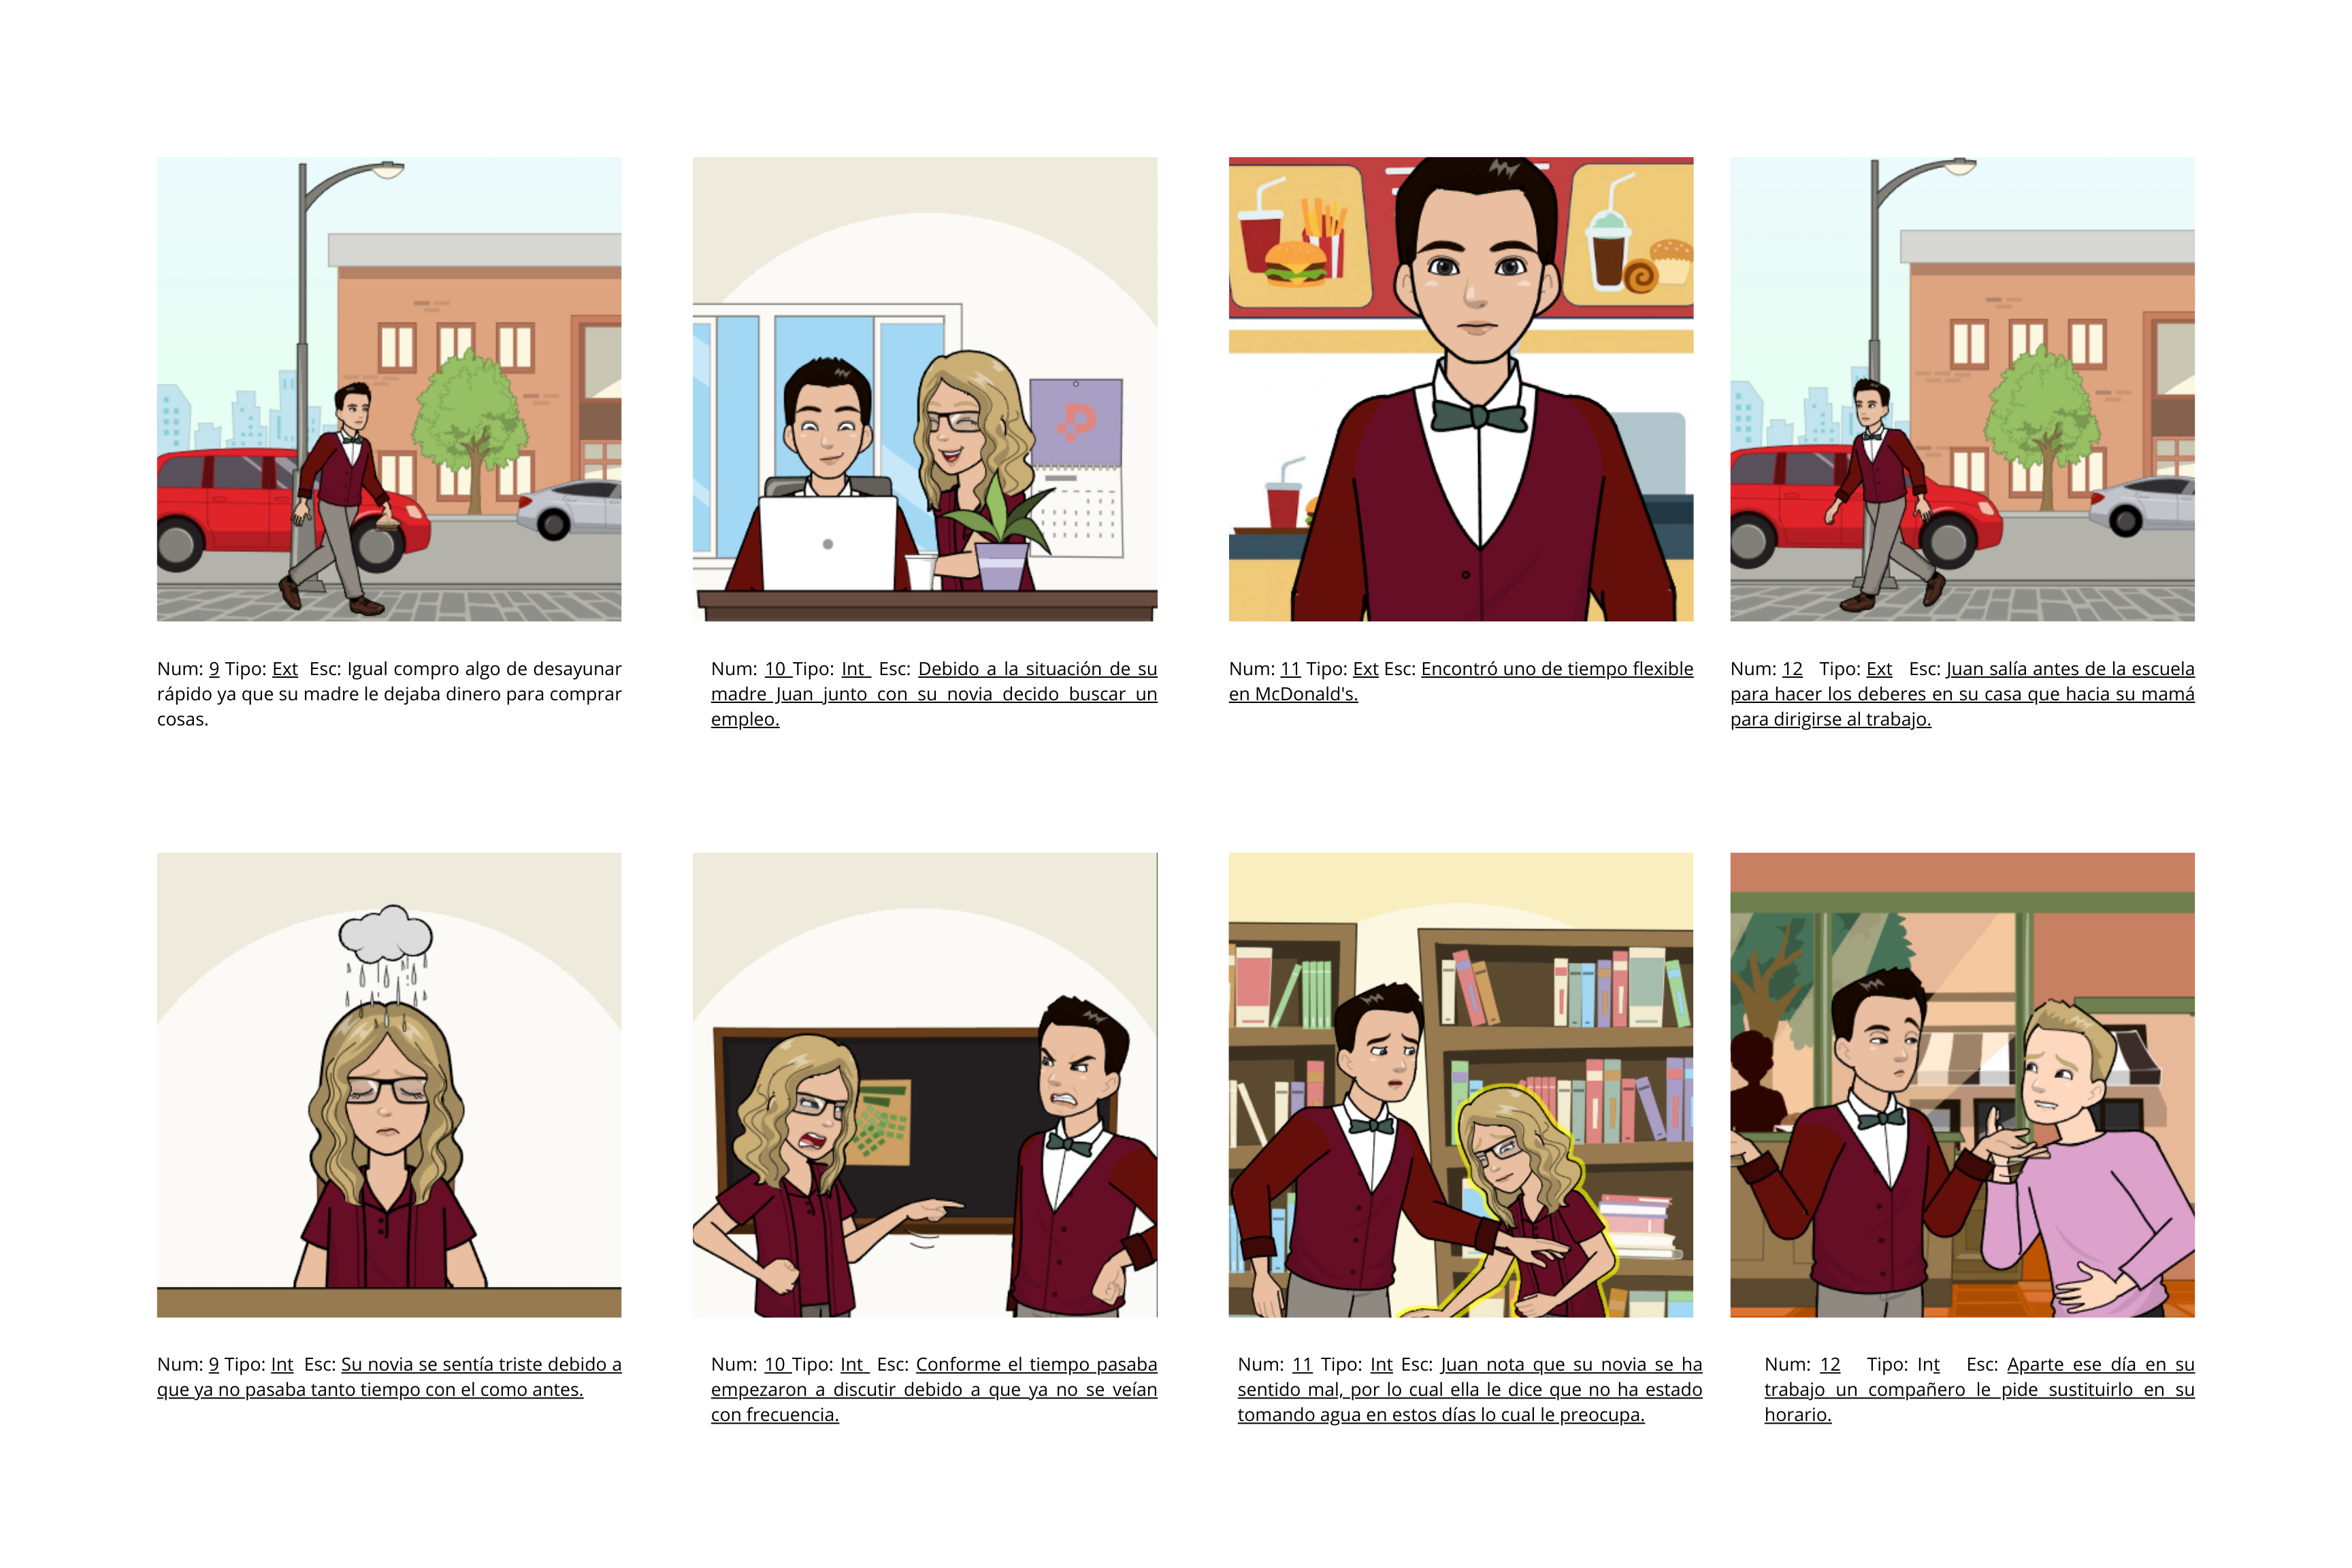 Num: 9 Tipo: Ext Esc: Igual compro algo de desayunar
rápido ya que su madre le dejaba dinero para comprar
cosas.
Num: 10 Tipo: Int Esc: Debido a la situación de su
madre Juan junto con su novia decido buscar un
empleo.
Num: 11 Tipo: Ext Esc: Encontró uno de tiempo flexible
en McDonald's.
Num: 12 Tipo: Ext Esc: Juan salía antes de la escuela
para hacer los deberes en su casa que hacia su mamá
para dirigirse al trabajo.
Num: 9 Tipo: Int Esc: Su novia se sentía triste debido a
que ya no pasaba tanto tiempo con el como antes.
Num: 10 Tipo: Int Esc: Conforme el tiempo pasaba
empezaron a discutir debido a que ya no se veían
con frecuencia.
Num: 11 Tipo: Int Esc: Juan nota que su novia se ha
sentido mal, por lo cual ella le dice que no ha estado
tomando agua en estos días lo cual le preocupa.
Num: 12 Tipo: Int Esc: Aparte ese día en su
trabajo un compañero le pide sustituirlo en su
horario.